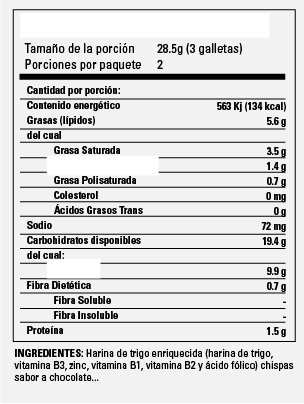 Tamaño de la porción 28.5g (3 galletas)
Porciones por paquete 2
Cantidad por porción:
Contenido energético 563 Kj (134 kcal)
Grasas (lípidos) 5.6 g
del cual
Grasa Saturada 3.5 g
1.4 g
Grasa Polisaturada 0.7 g
Colesterol 0 mg
Ácidos Grasos Trans 0 g
Sodio 72 mg
Carbohidratos disponibles 19.4 g
del cual:
9.9 g
Fibra Dietética 0.7 g
Fibra Soluble -
Fibra Insoluble -
Proteína 1.5 g
INGREDIENTES: Harina de trigo enriquecida (harina de trigo,
vitamina B3, zinc, vitamina B1, vitamina B2 y ácido fólico) chispas
sabor a chocolate...